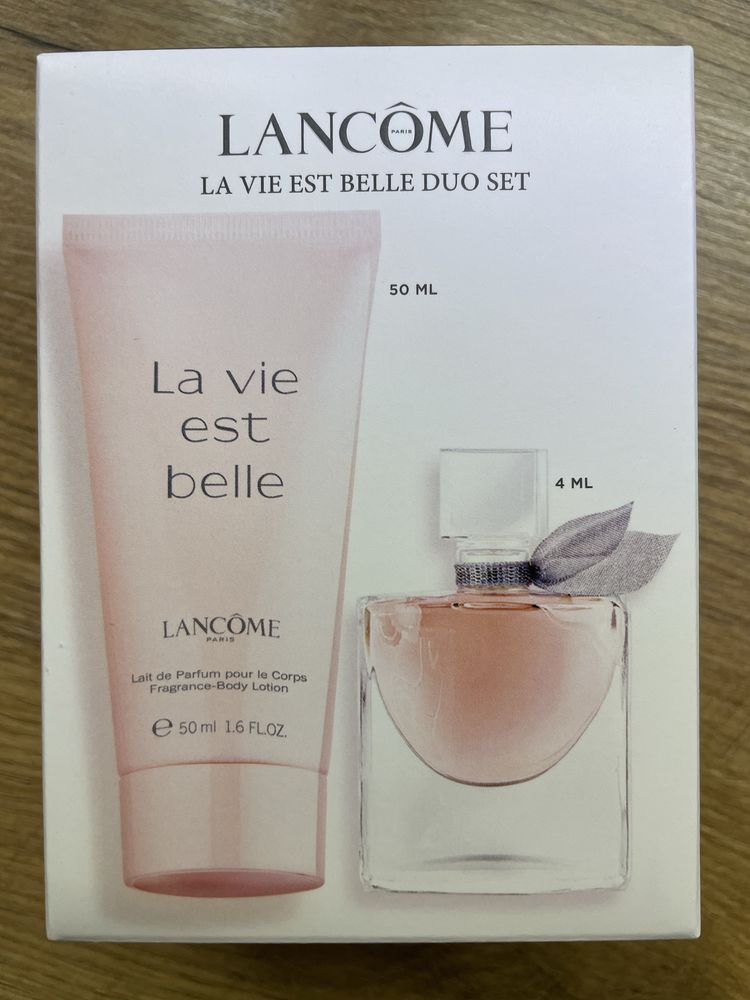 LANCÔME
PARIS
LA VIE EST BELLE DUO SET
50 ML
La vie
est
belle
4 ML
LANCÔME
PARIS
Lait de Parfum pour le Corps
Fragrance-Body Lotion
℮ 50 ml 1.6 FL.OZ.